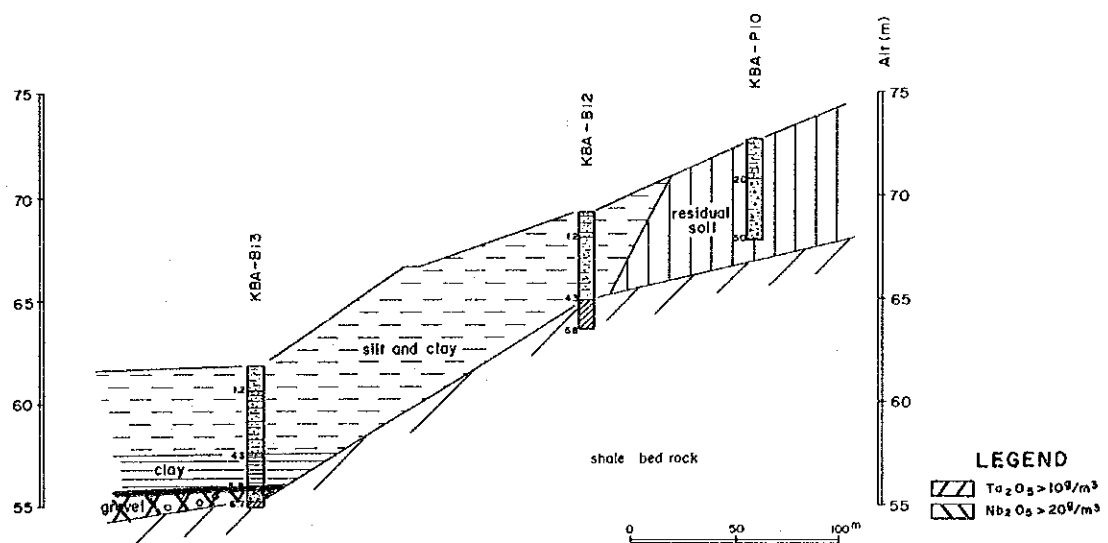 KBA-P10
Alt (m)
KBA-B12
KBA-B13
75
75
70
70
65
65
60
60
55
55
2.0
5.0
1.2
4.3
5.8
1.2
4.3
6.7
residual
soil
silt and clay
clay
gravel
shale bed rock
0 50 100m
LEGEND
Ta2O5>10g/m3
Nb2O5>20g/m3